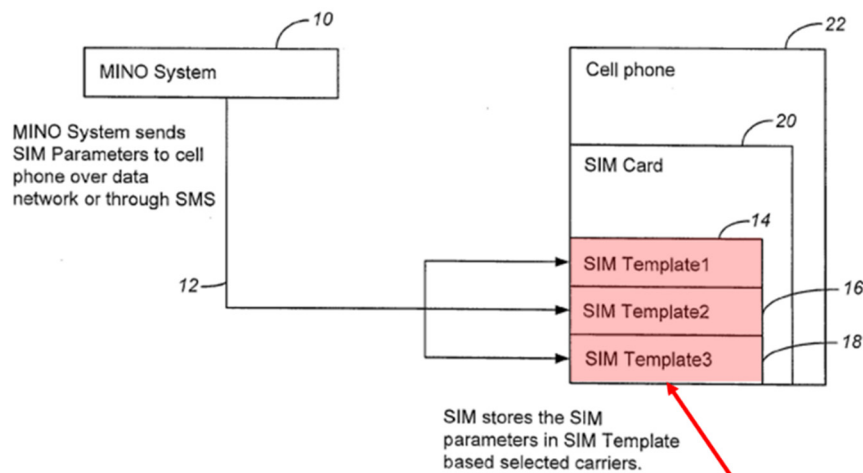 10
MINO System
22
Cell phone
MINO System sends
SIM Parameters to cell
phone over data
network or through SMS
20
SIM Card
14
12
SIM Template1
SIM Template2
16
SIM Template3
18
SIM stores the SIM
parameters in SIM Template
based selected carriers.